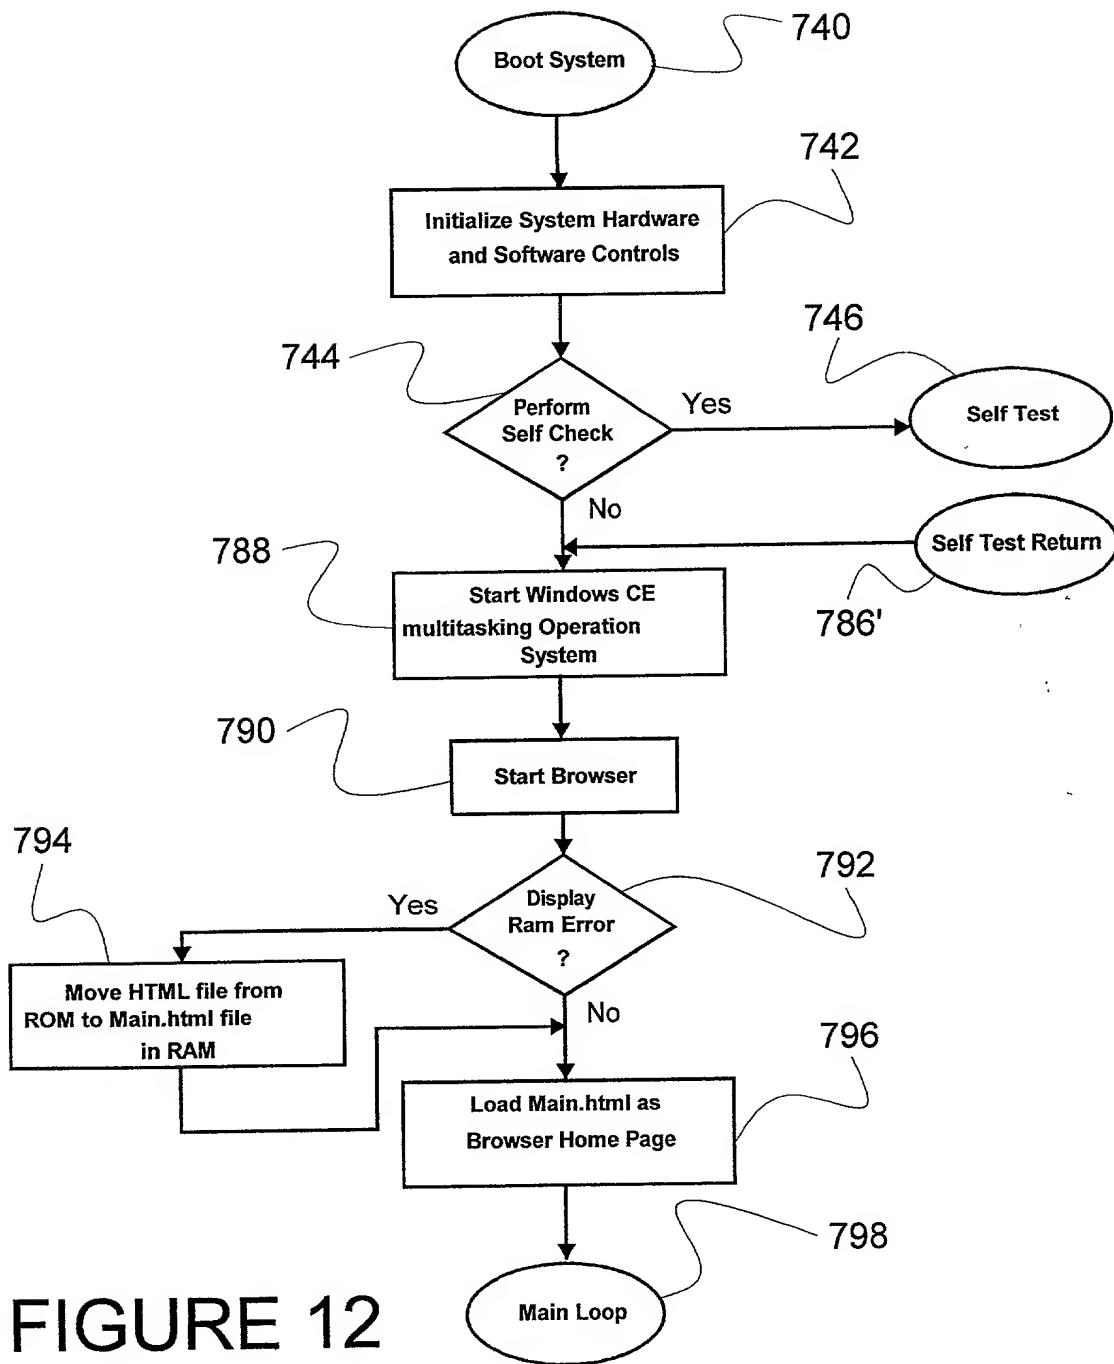 740
Boot System
742
Initialize System Hardware
and Software Controls
744
746
Perform
Self Check
?
Yes
Self Test
No
788
Self Test Return
786'
Start Windows CE
multitasking Operation
System
790
Start Browser
794
792
Yes
Display
Ram Error
?
Move HTML file from
ROM to Main.html file
in RAM
No
796
Load Main.html as
Browser Home Page
798
Main Loop
FIGURE 12